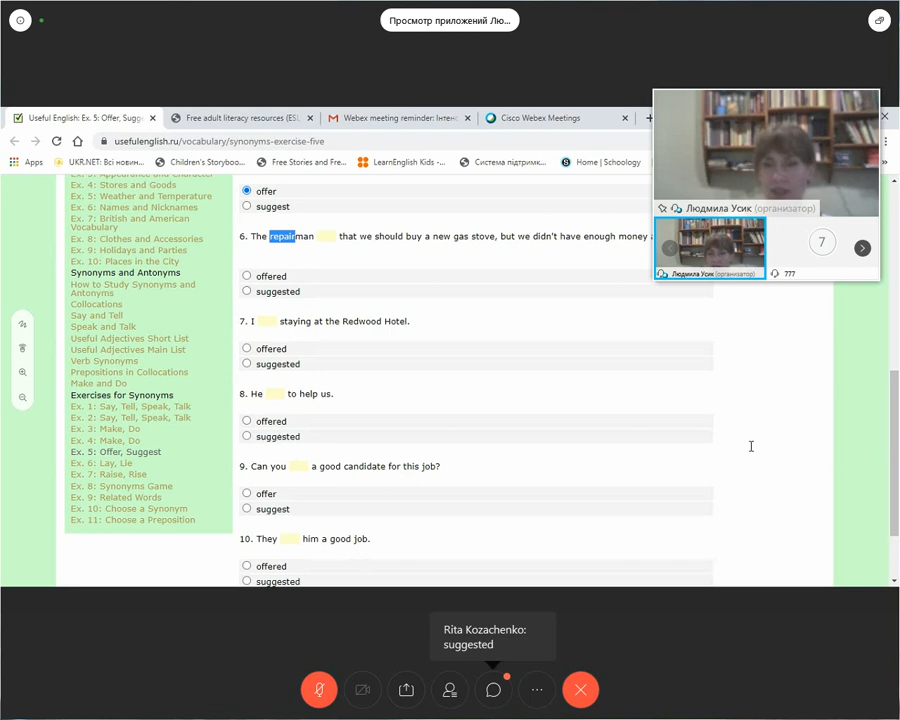 Просмотр приложений Лю...
Useful English: Ex. 5: Offer, Sugg
Free adult literacy resources (ESL
Webex meeting reminder: Інтен
Cisco Webex Meetings
usefulenglish.ru/vocabulary/synonyms-exercise-five
Apps
UKR.NET: Всі новин...
Children's Storyboo...
Free Stories and Fre...
LearnEnglish Kids -...
Система підтримк...
Home | Schoology
Ex. 4: Stores and Goods
Ex. 5: Weather and Temperature
Ex. 6: Names and Nicknames
Ex. 7: British and American
Vocabulary
Ex. 8: Clothes and Accessories
Ex. 9: Holidays and Parties
Ex. 10: Places in the City
Synonyms and Antonyms
How to Study Synonyms and
Antonyms
Collocations
Say and Tell
Speak and Talk
Useful Adjectives Short List
Useful Adjectives Main List
Verb Synonyms
Prepositions in Collocations
Make and Do
Exercises for Synonyms
Ex. 1: Say, Tell, Speak, Talk
Ex. 2: Say, Tell, Speak, Talk
Ex. 3: Make, Do
Ex. 4: Make, Do
Ex. 5: Offer, Suggest
Ex. 6: Lay, Lie
Ex. 7: Raise, Rise
Ex. 8: Synonyms Game
Ex. 9: Related Words
Ex. 10: Choose a Synonym
Ex. 11: Choose a Preposition
offer
suggest
6. The repairman that we should buy a new gas stove, but we didn't have enough money
offered
suggested
7. I staying at the Redwood Hotel.
offered
suggested
8. He to help us.
offered
suggested
9. Can you a good candidate for this job?
offer
suggest
10. They him a good job.
offered
suggested
Людмила Усик (организатор)
Людмила Усик (организатор)
7
777
Rita Kozachenko:
suggested